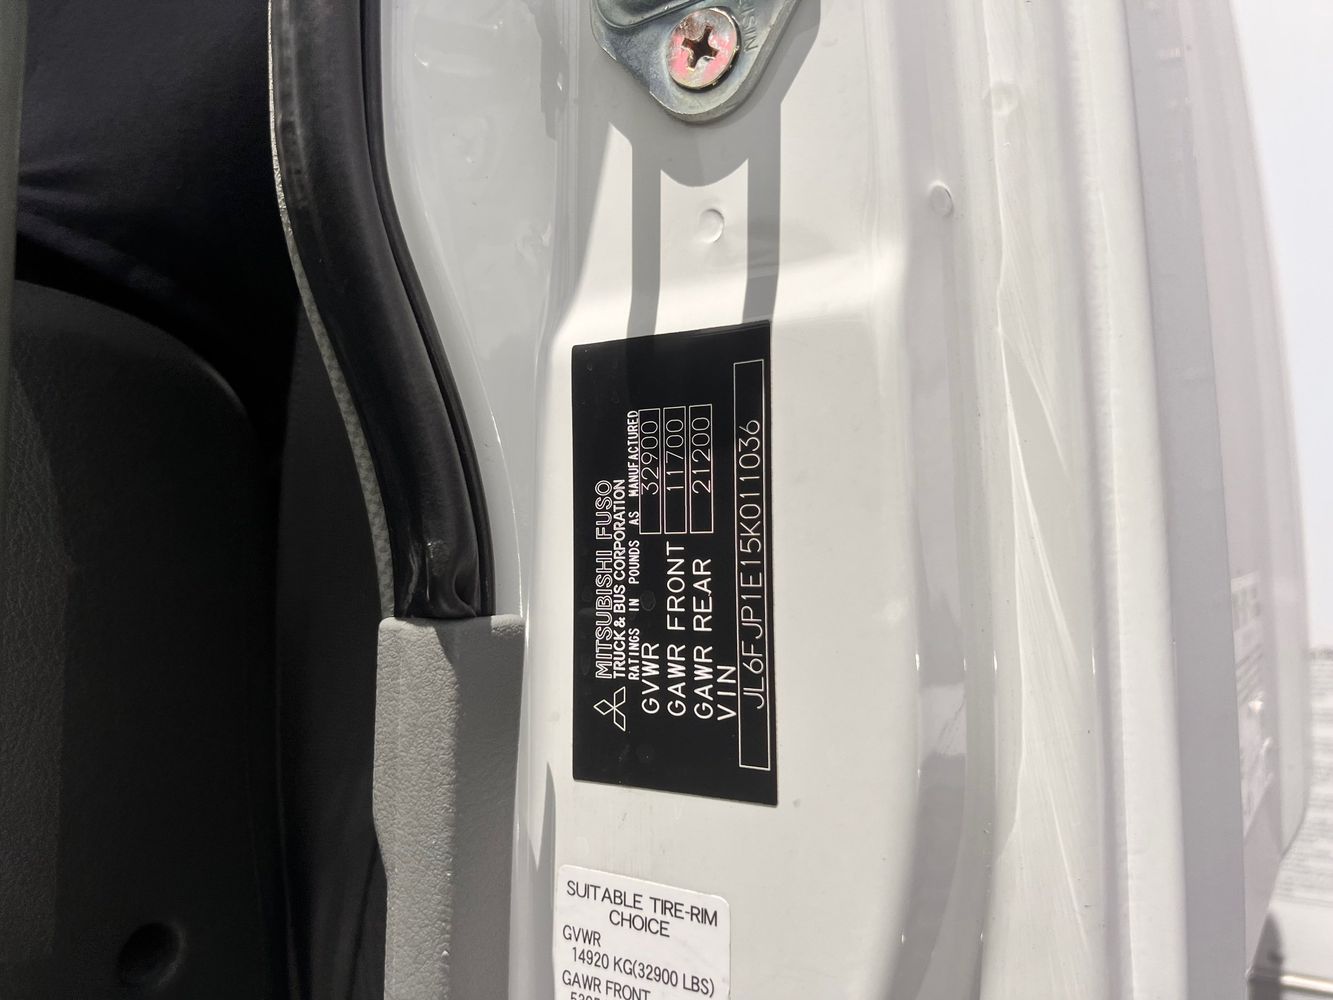 MITSUBISHI FUSO
TRUCK & BUS CORPORATION
RATINGS IN POUNDS AS MANUFACTURED
GVWR 32900
GAWR FRONT 11700
GAWR REAR 21200
VIN
JL6FJP1E15K011036
SUITABLE TIRE-RIM
CHOICE
GVWR
14920 KG(32900 LBS)
GAWR FRONT